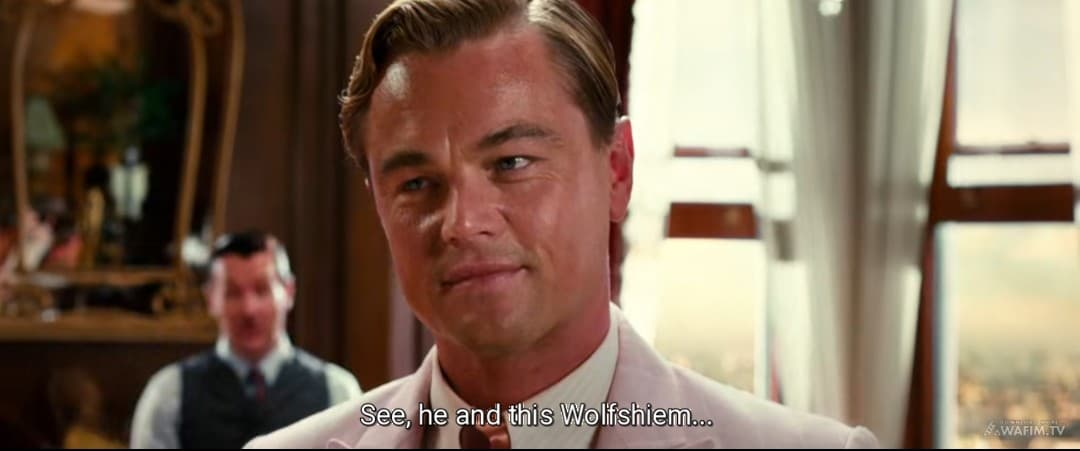 See, he and this Wolfshiem...
WAFIM.TV